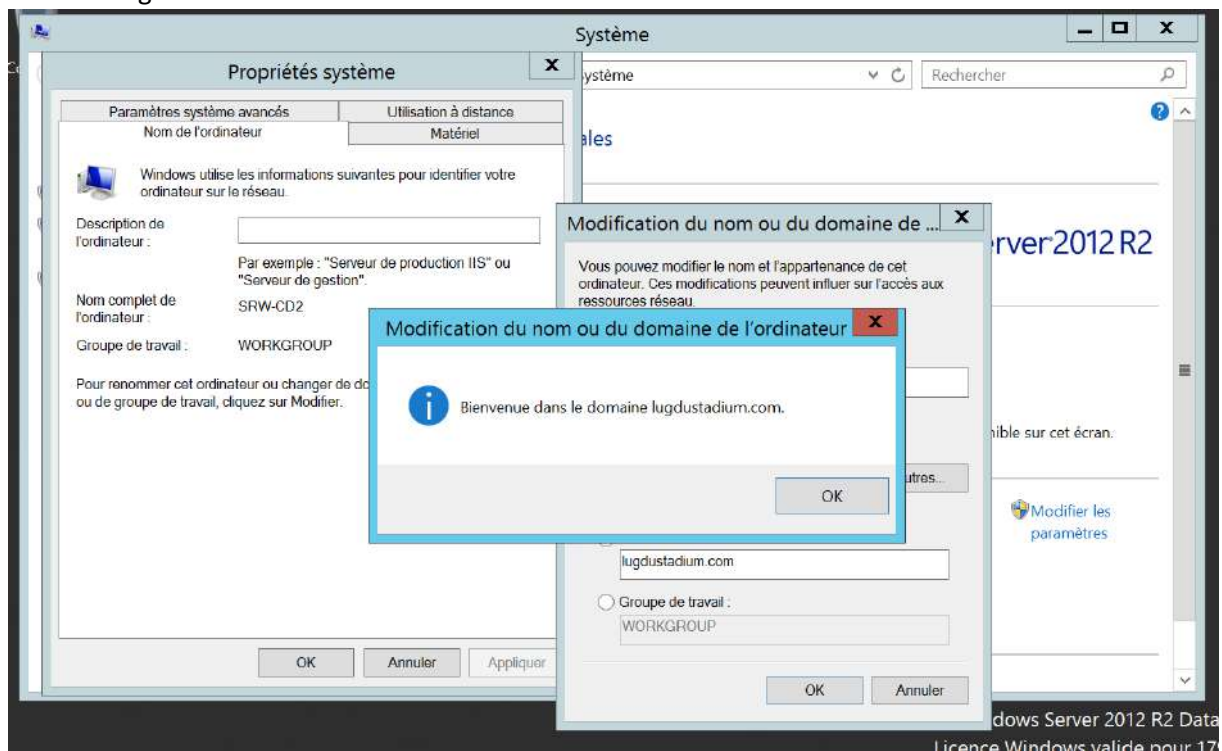 Système
Propriétés système
Paramètres système avancés
Utilisation à distance
Nom de l'ordinateur
Matériel
Windows utilise les informations suivantes pour identifier votre
ordinateur sur le réseau.
Description de
l'ordinateur :
Par exemple : "Serveur de production IIS" ou
"Serveur de gestion".
Nom complet de
l'ordinateur :
SRW-CD2
Groupe de travail :
WORKGROUP
Pour renommer cet ordinateur ou changer de do
ou de groupe de travail, cliquez sur Modifier.
OK
Annuler
Appliquer
ystème
Rechercher
ales
rver 2012 R2
nible sur cet écran.
Modifier les
paramètres
Modification du nom ou du domaine de ...
Vous pouvez modifier le nom et l'appartenance de cet
ordinateur. Ces modifications peuvent influer sur l'accès aux
ressources réseau.
Modification du nom ou du domaine de l'ordinateur
Bienvenue dans le domaine lugdustadium.com.
OK
utres...
lugdustadium.com
Groupe de travail :
WORKGROUP
OK
Annuler
dows Server 2012 R2 Data
Licence Windows valide pour 17